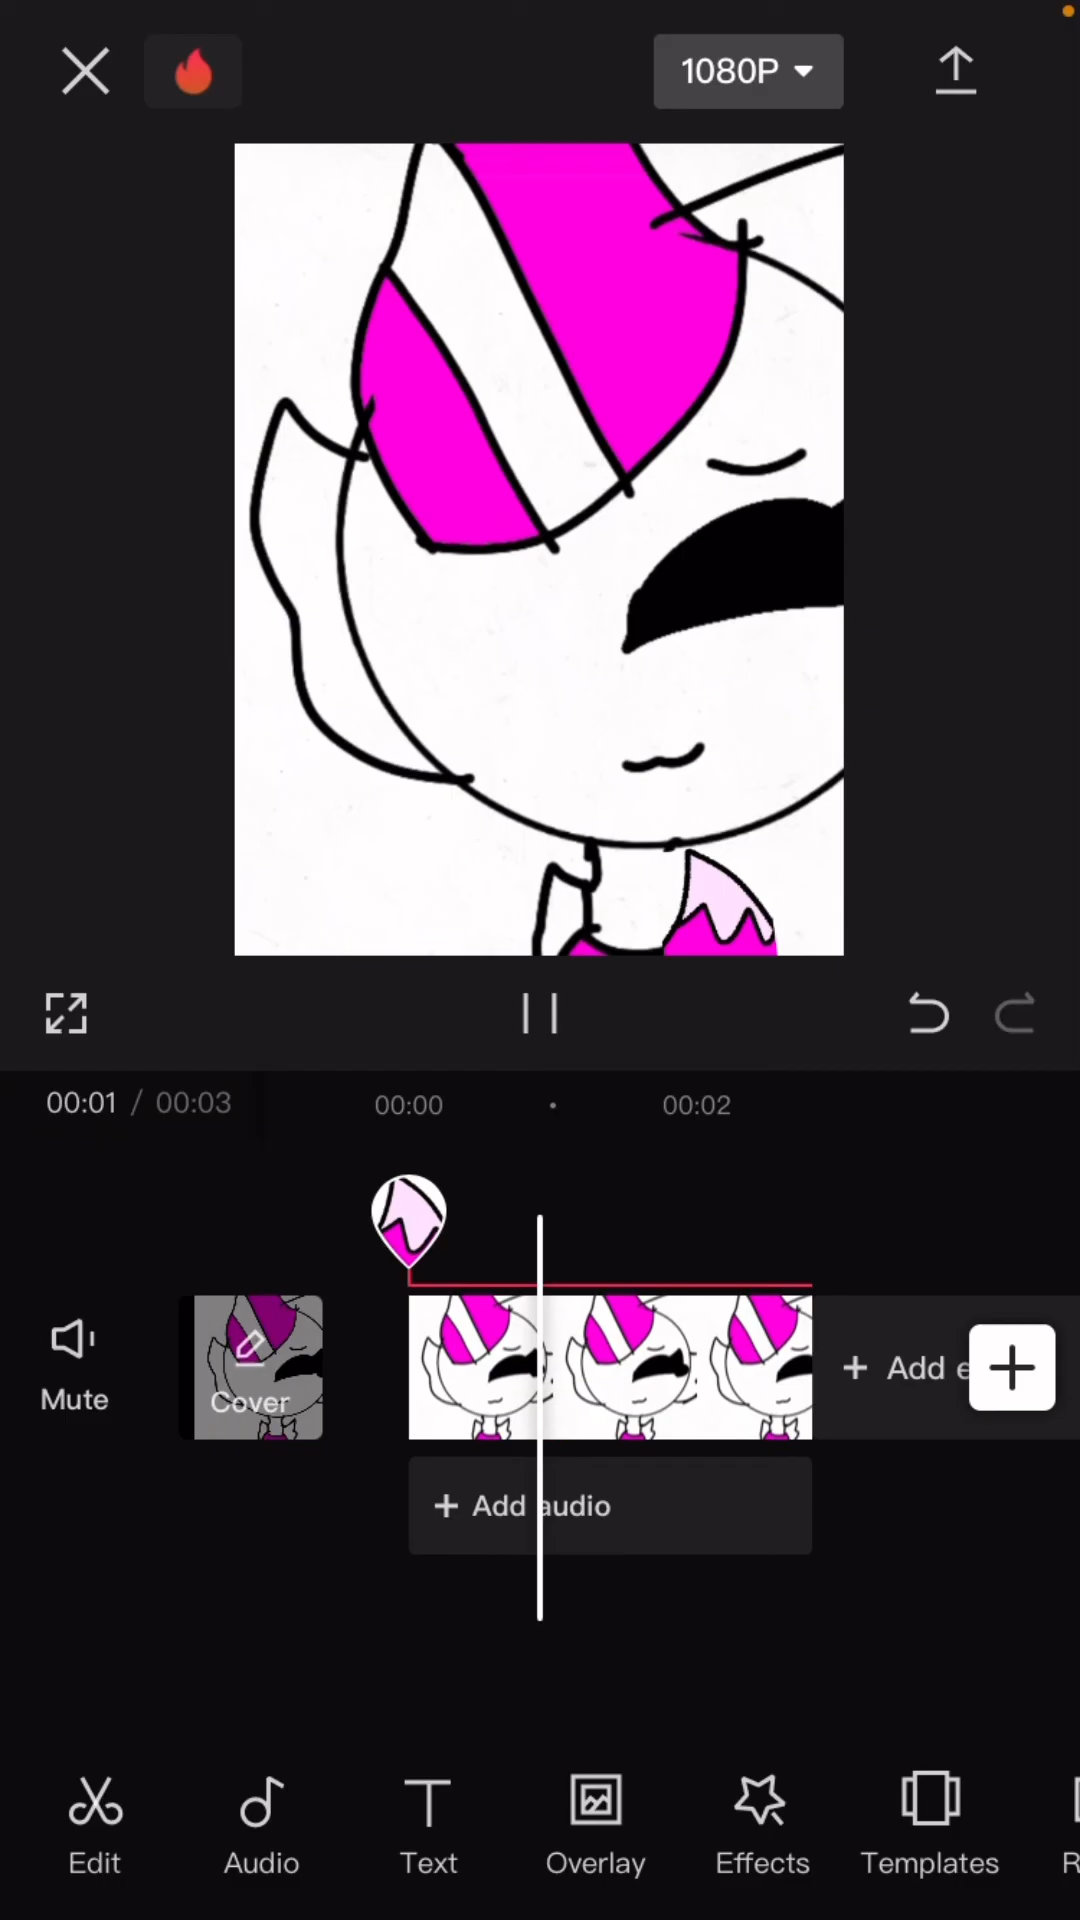 1080P
00:01 / 00:03
00:00
00:02
Mute
Cover
+ Add e
+ Add audio
Edit
Audio
Text
Overlay
Effects
Templates
R